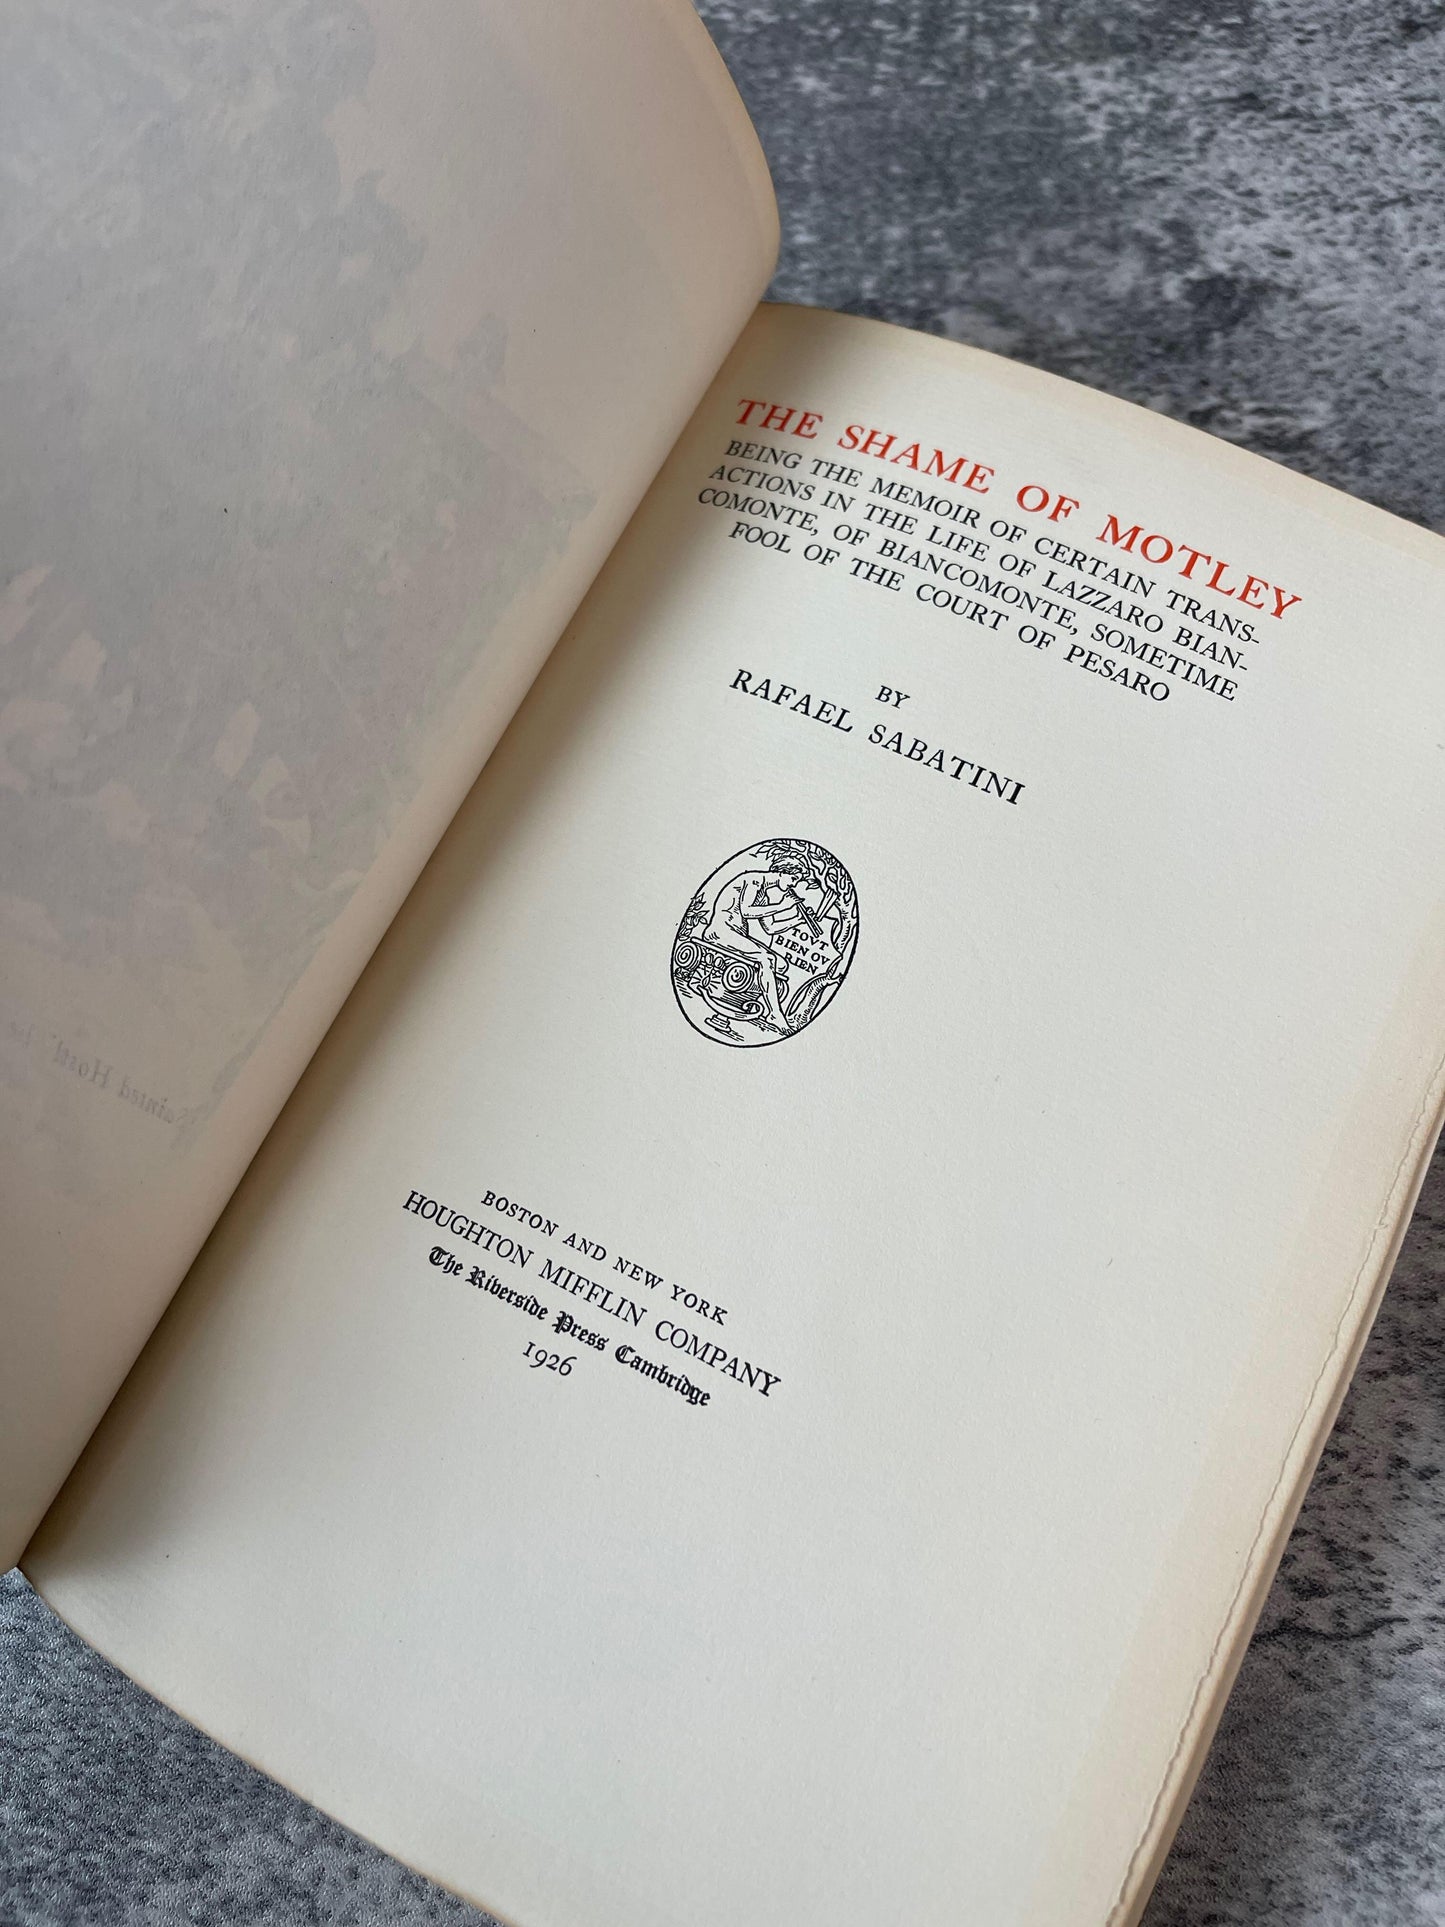 THE SHAME OF MOTLEY
BEING THE MEMOIR OF CERTAIN TRANS-
ACTIONS IN THE LIFE OF LAZZARO BIAN-
COMONTE, OF BIANCOMONTE, SOMETIME
FOOL OF THE COURT OF PESARO
BY
RAFAEL SABATINI
TOVT
BIEN OV
RIEN
BOSTON AND NEW YORK
HOUGHTON MIFFLIN COMPANY
The Riverside Press Cambridge
1926